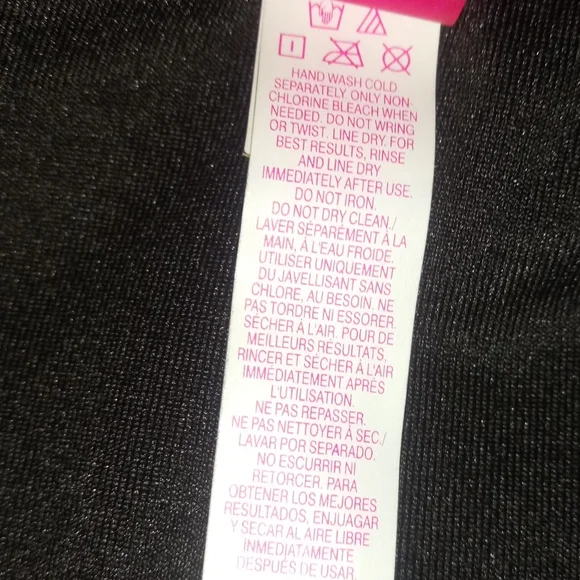 HAND WASH COLD
SEPARATELY. ONLY NON-
CHLORINE BLEACH WHEN
NEEDED. DO NOT WRING
OR TWIST. LINE DRY. FOR
BEST RESULTS, RINSE
AND LINE DRY
IMMEDIATELY AFTER USE.
DO NOT IRON.
DO NOT DRY CLEAN./
LAVER SÉPARÉMENT À LA
MAIN, À L'EAU FROIDE.
UTILISER UNIQUEMENT
DU JAVELLISANT SANS
CHLORE, AU BESOIN. NE
PAS TORDRE NI ESSORER.
SÉCHER À L'AIR. POUR DE
MEILLEURS RÉSULTATS,
RINCER ET SÉCHER À L'AIR
IMMÉDIATEMENT APRÈS
L'UTILISATION.
NE PAS REPASSER.
NE PAS NETTOYER À SEC./
LAVAR POR SEPARADO.
NO ESCURRIR NI
RETORCER. PARA
OBTENER LOS MEJORES
RESULTADOS, ENJUAGAR
Y SECAR AL AIRE LIBRE
INMEDIATAMENTE
DESPUÉS DE USAR.